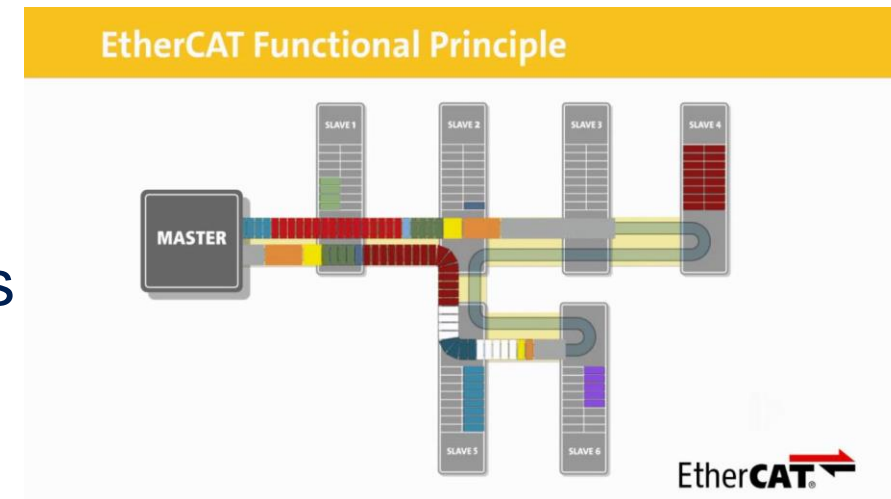 EtherCAT Functional Principle
SLAVE 1
SLAVE 2
SLAVE 3
SLAVE 4
MASTER
s
SLAVE 5
SLAVE 6
EtherCAT®